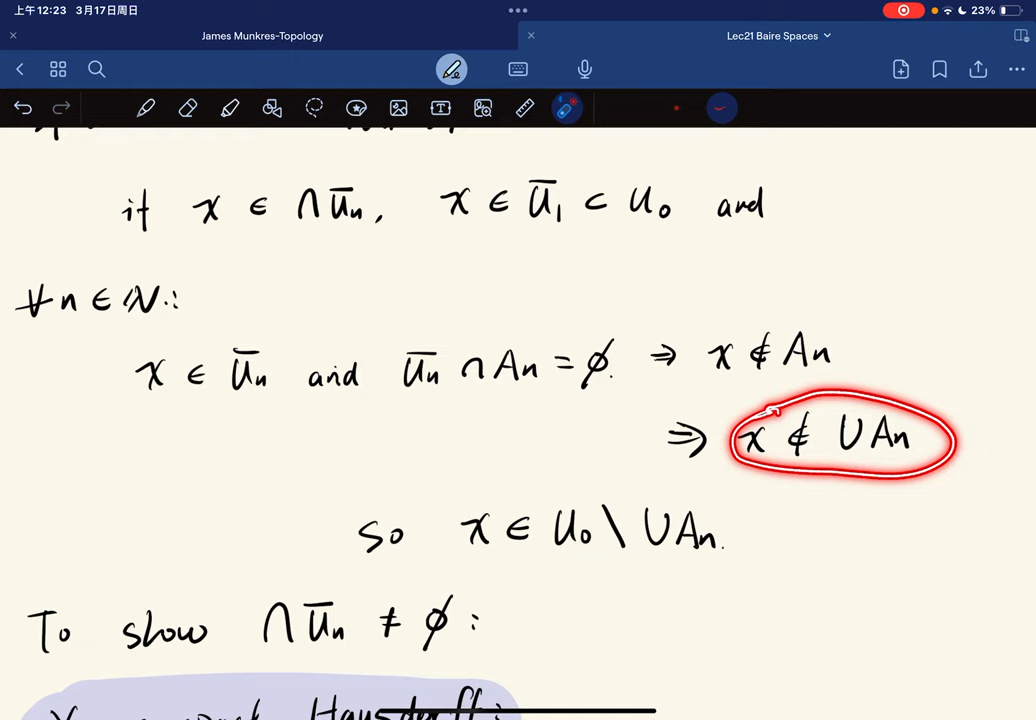 上午12:23 3月17日周日
23%
James Munkres-Topology
Lec21 Baire Spaces
if x ∈ ∩Ūn, x ∈ Ū1 ⊂ U0 and
∀n ∈ N:
x ∈ Ūn and Ūn ∩ An = ∅. ⇒ x ∉ An
⇒ x ∉ ∪An
so x ∈ U0 \ ∪An.
To show ∩Ūn ≠ ∅:
Hausdorff: